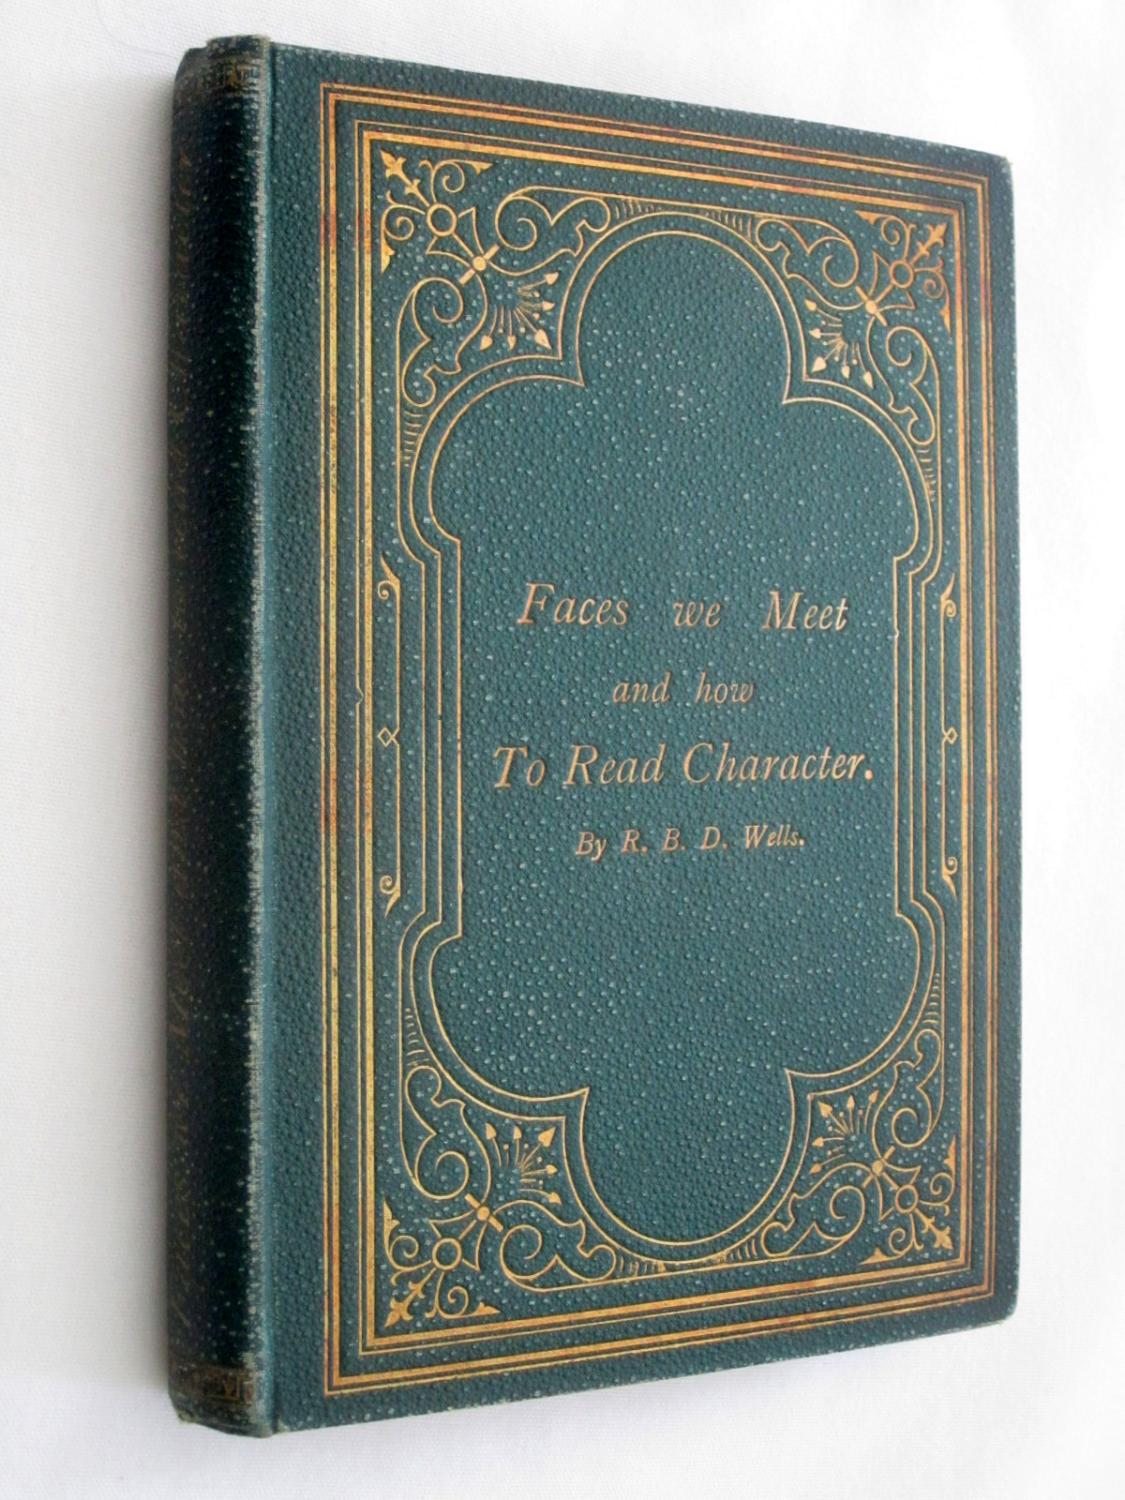 Faces we Meet
and how
To Read Character.
By R. B. D. Wells.